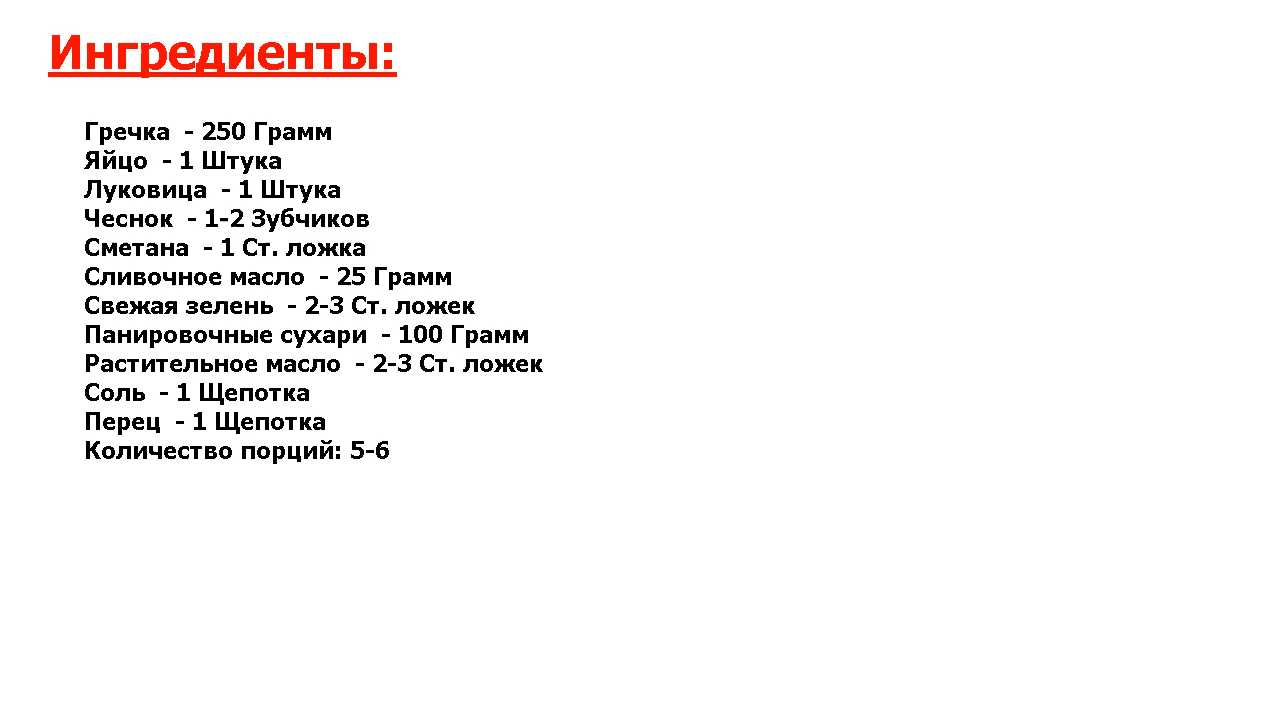 Ингредиенты:
Гречка - 250 Грамм
Яйцо - 1 Штука
Луковица - 1 Штука
Чеснок - 1-2 Зубчиков
Сметана - 1 Ст. ложка
Сливочное масло - 25 Грамм
Свежая зелень - 2-3 Ст. ложек
Панировочные сухари - 100 Грамм
Растительное масло - 2-3 Ст. ложек
Соль - 1 Щепотка
Перец - 1 Щепотка
Количество порций: 5-6